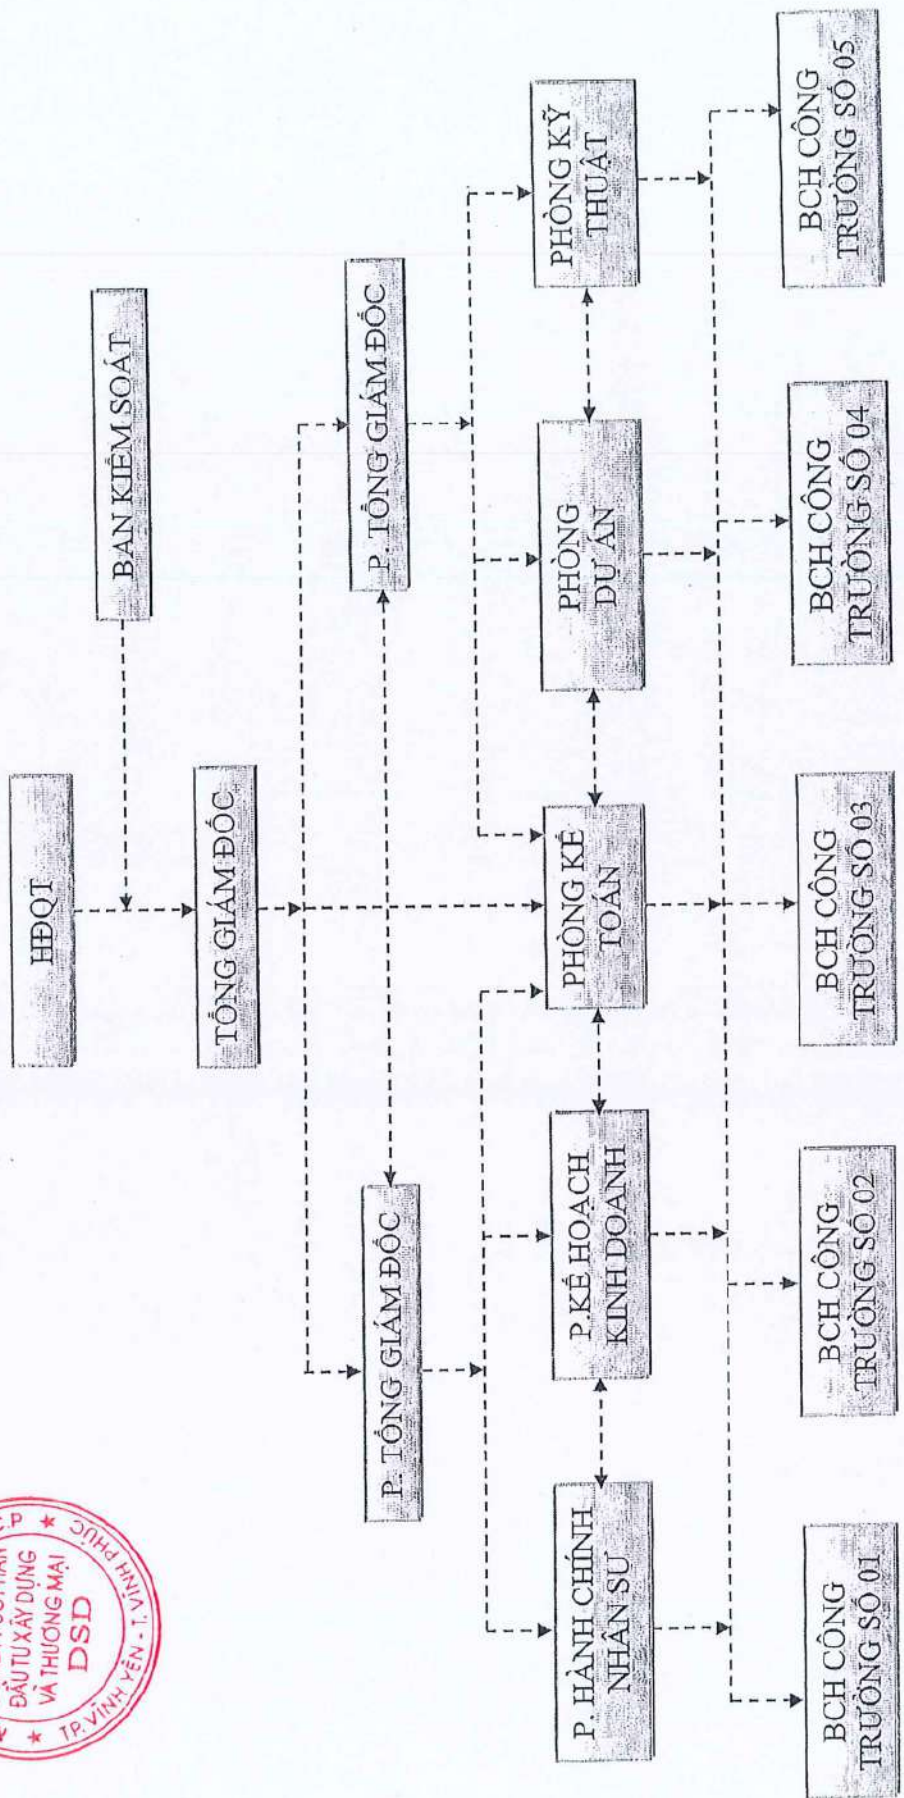 HĐQT
BAN KIỂM SOÁT
TỔNG GIÁM ĐỐC
P. TỔNG GIÁM ĐỐC
P. TỔNG GIÁM ĐỐC
P. HÀNH CHÍNH
NHÂN SỰ
P.KẾ HOẠCH
KINH DOANH
PHÒNG KẾ
TOÁN
PHÒNG
DỰ ÁN
PHÒNG KỸ
THUẬT
BCH CÔNG
TRƯỜNG SỐ 01
BCH CÔNG
TRƯỜNG SỐ 02
BCH CÔNG
TRƯỜNG SỐ 03
BCH CÔNG
TRƯỜNG SỐ 04
BCH CÔNG
TRƯỜNG SỐ 05
ĐẦU TƯ XÂY DỰNG
VÀ THƯƠNG MẠI
DSD
TP. VĨNH YÊN - T. VĨNH PHÚC